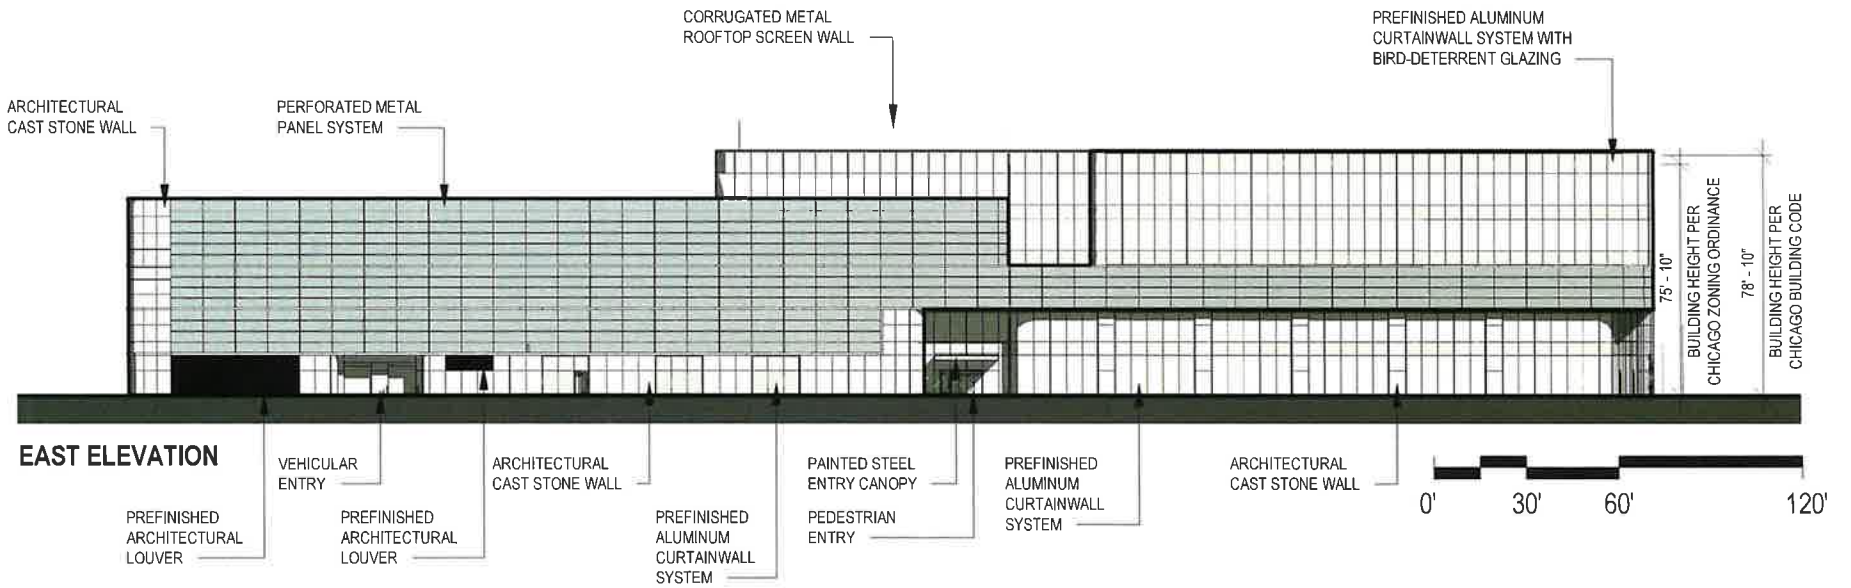 CORRUGATED METAL
ROOFTOP SCREEN WALL
PREFINISHED ALUMINUM
CURTAINWALL SYSTEM WITH
BIRD-DETERRENT GLAZING
ARCHITECTURAL
CAST STONE WALL
PERFORATED METAL
PANEL SYSTEM
75' - 10"
BUILDING HEIGHT PER
CHICAGO ZONING ORDINANCE
78' - 10"
BUILDING HEIGHT PER
CHICAGO BUILDING CODE
EAST ELEVATION
VEHICULAR
ENTRY
ARCHITECTURAL
CAST STONE WALL
PAINTED STEEL
ENTRY CANOPY
PREFINISHED
ALUMINUM
CURTAINWALL
SYSTEM
ARCHITECTURAL
CAST STONE WALL
0' 30' 60' 120'
PREFINISHED
ARCHITECTURAL
LOUVER
PREFINISHED
ARCHITECTURAL
LOUVER
PREFINISHED
ALUMINUM
CURTAINWALL
SYSTEM
PEDESTRIAN
ENTRY